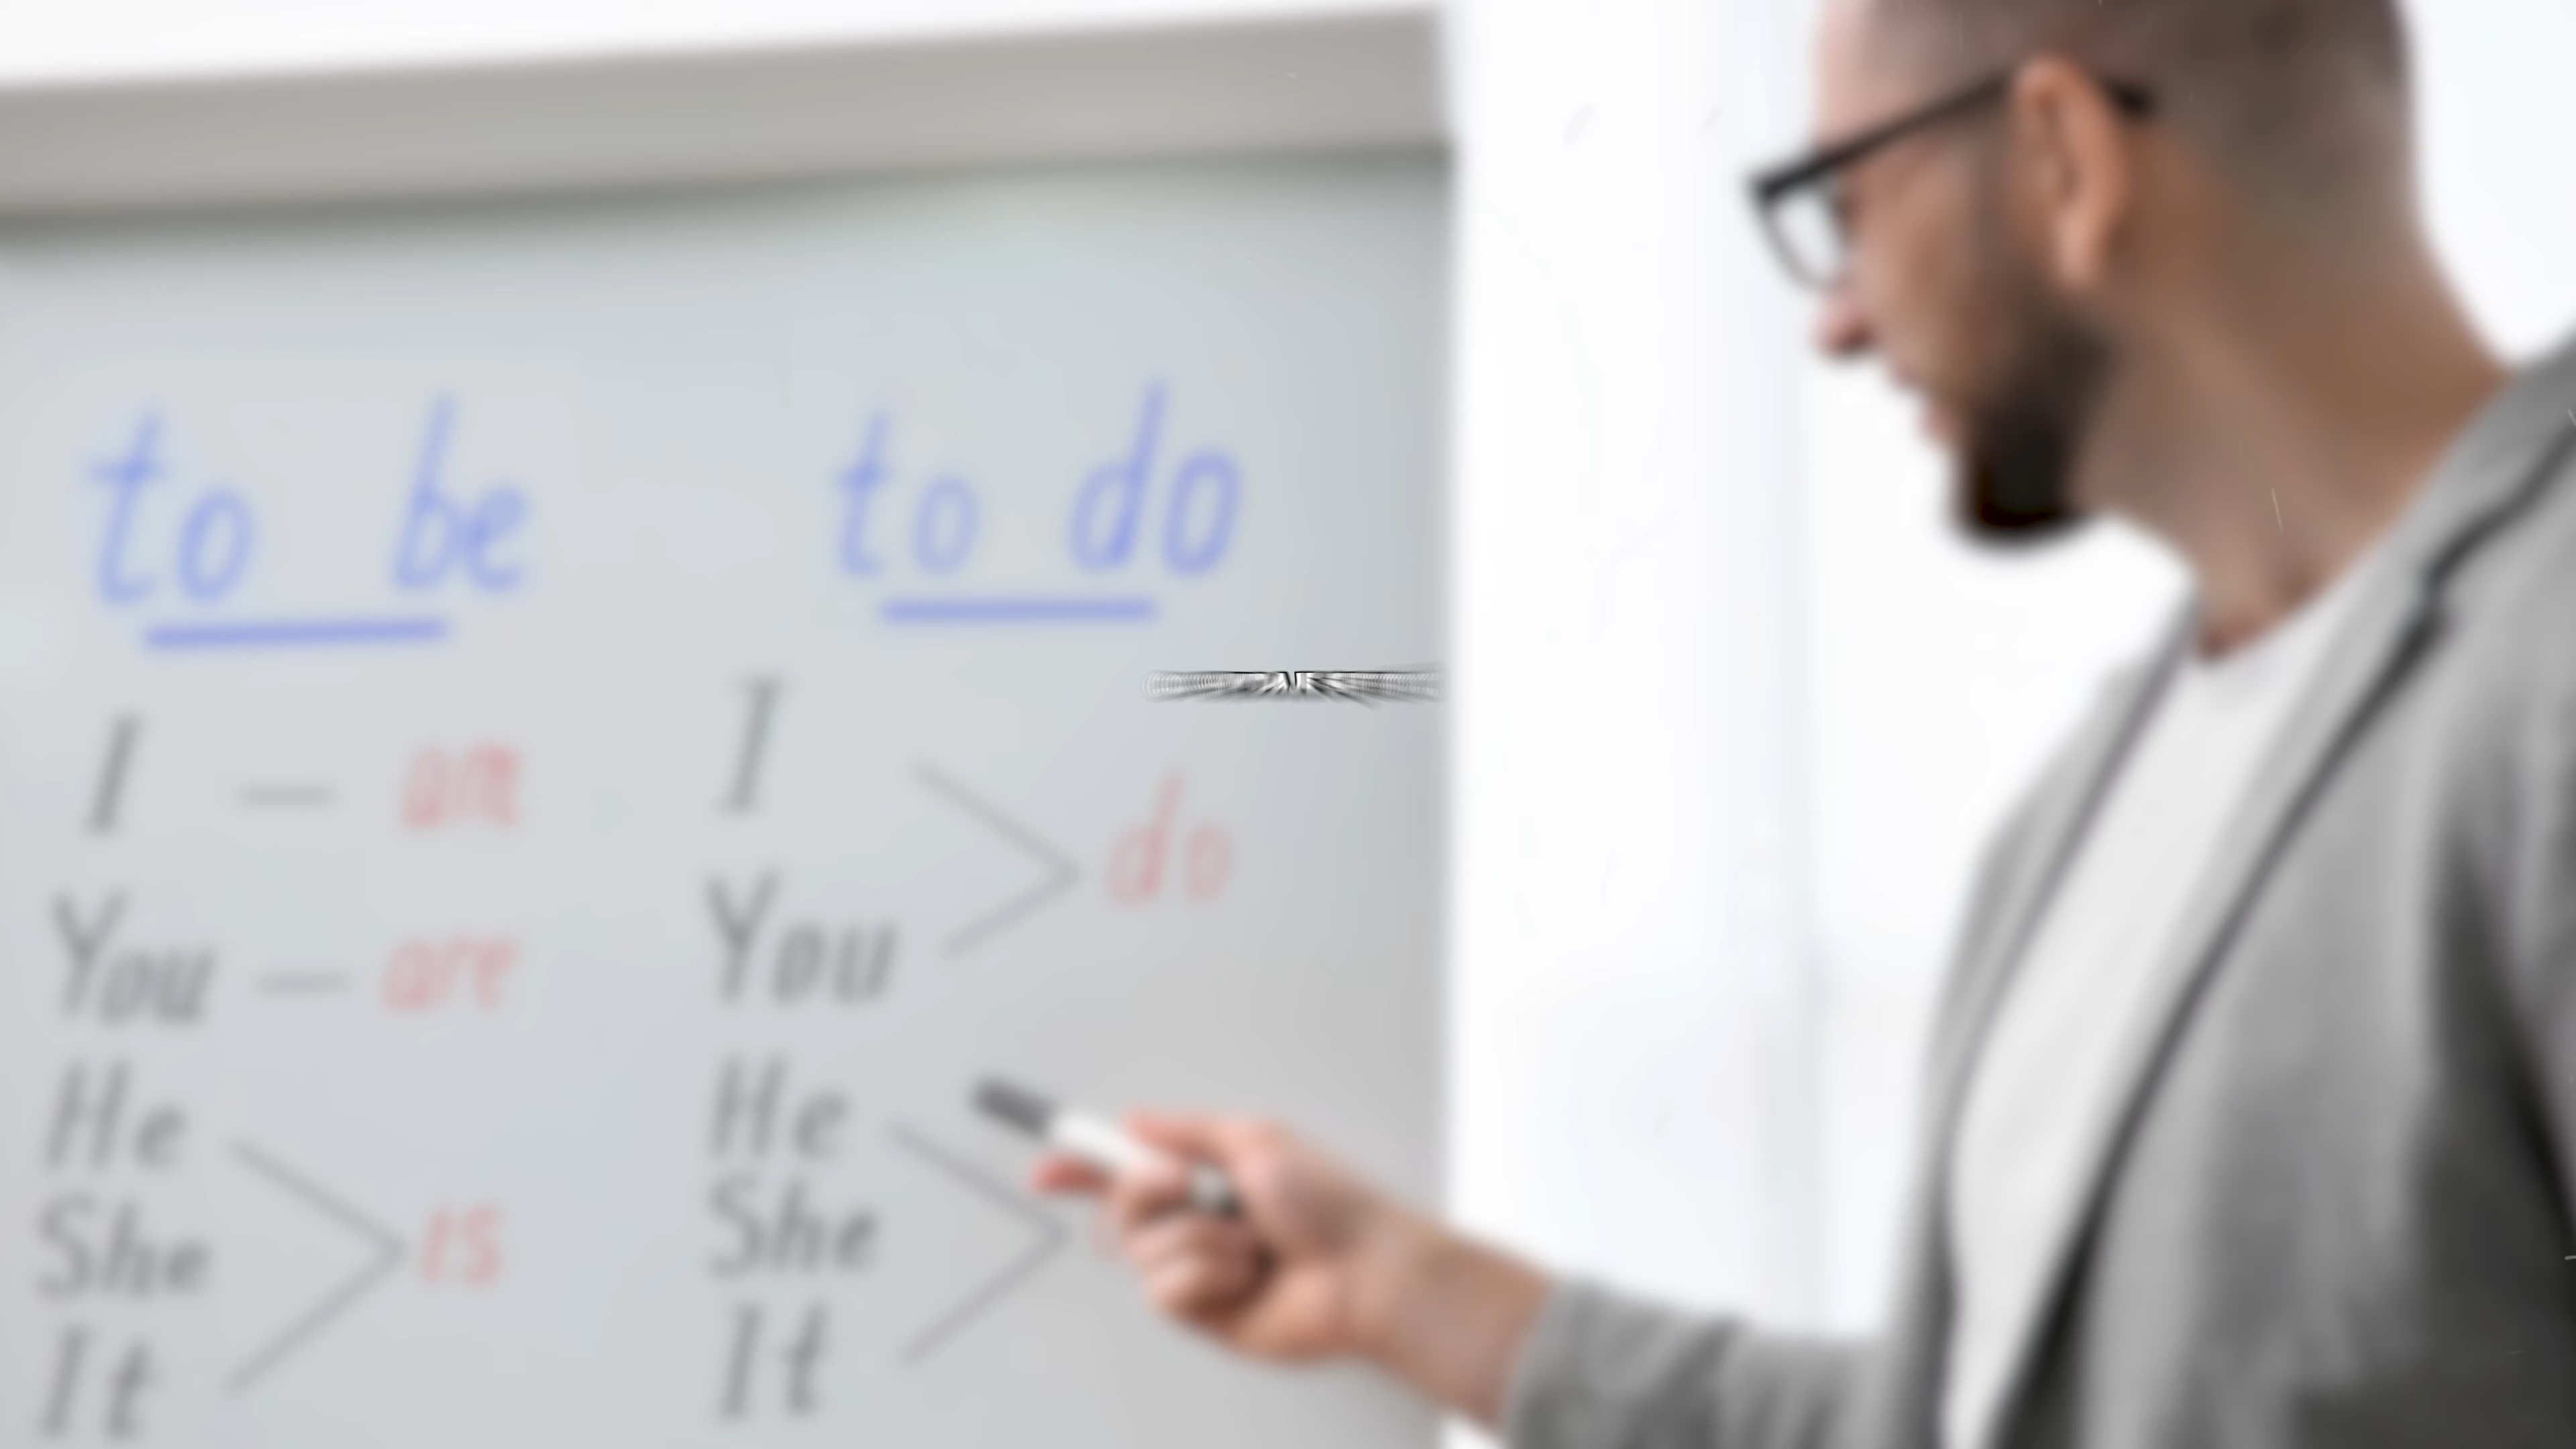 to be
to do
I — am
You — are
He
She
It
is
I
You
do
He
She
It